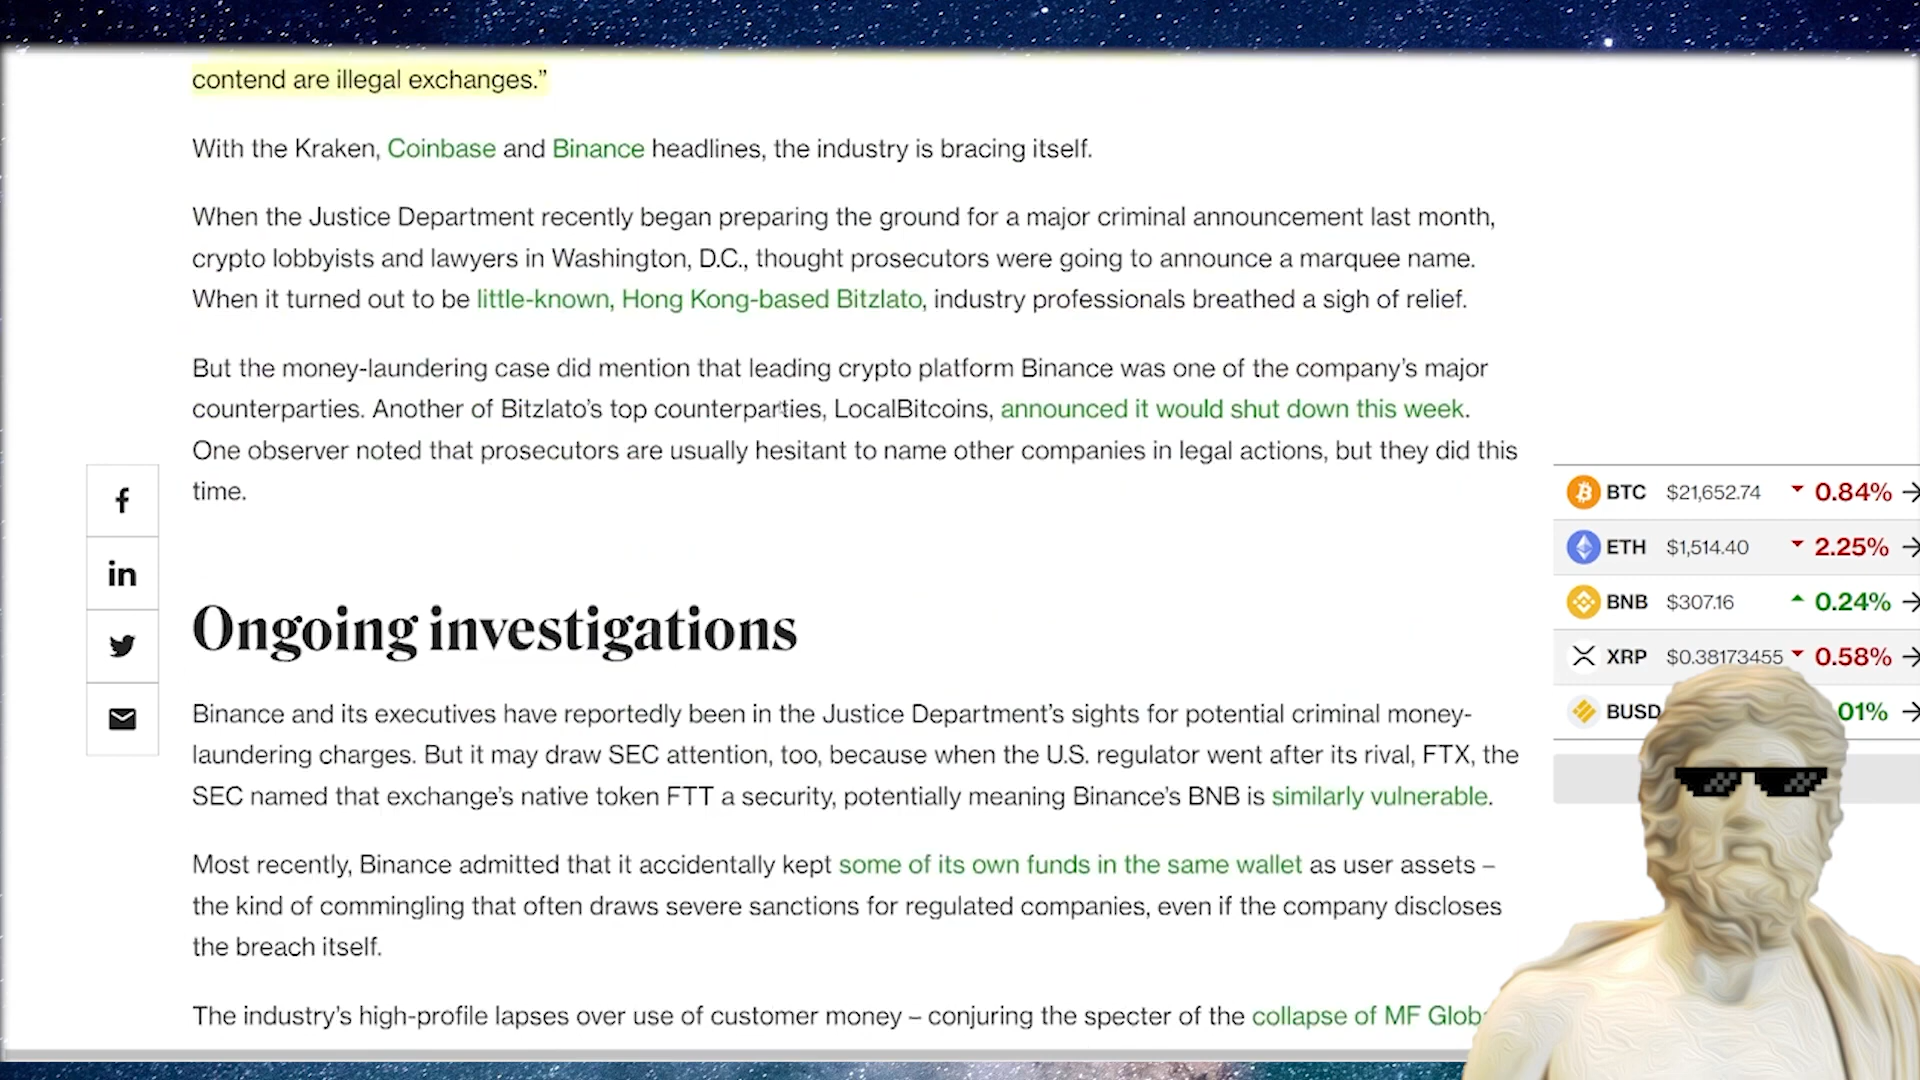 contend are illegal exchanges.”
With the Kraken, Coinbase and Binance headlines, the industry is bracing itself.
When the Justice Department recently began preparing the ground for a major criminal announcement last month,
crypto lobbyists and lawyers in Washington, D.C., thought prosecutors were going to announce a marquee name.
When it turned out to be little-known, Hong Kong-based Bitzlato, industry professionals breathed a sigh of relief.
But the money-laundering case did mention that leading crypto platform Binance was one of the company’s major
counterparties. Another of Bitzlato’s top counterparties, LocalBitcoins, announced it would shut down this week.
One observer noted that prosecutors are usually hesitant to name other companies in legal actions, but they did this
time.
Ongoing investigations
Binance and its executives have reportedly been in the Justice Department’s sights for potential criminal money-
laundering charges. But it may draw SEC attention, too, because when the U.S. regulator went after its rival, FTX, the
SEC named that exchange’s native token FTT a security, potentially meaning Binance’s BNB is similarly vulnerable.
Most recently, Binance admitted that it accidentally kept some of its own funds in the same wallet as user assets –
the kind of commingling that often draws severe sanctions for regulated companies, even if the company discloses
the breach itself.
The industry’s high-profile lapses over use of customer money – conjuring the specter of the collapse of MF Glob
BTC $21,652.74 0.84%
ETH $1,514.40 2.25%
BNB $307.16 0.24%
XRP $0.38173455 0.58%
BUSD 01%